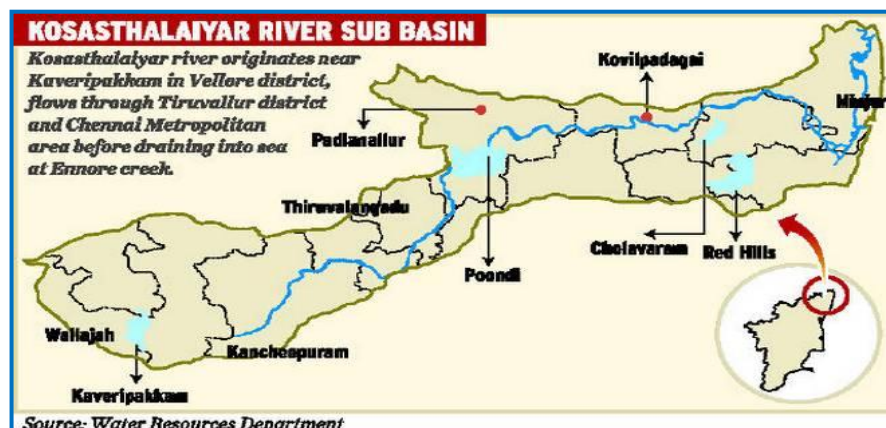 KOSASTHALAIYAR RIVER SUB BASIN
Kosasthalaiyar river originates near
Kaveripakkam in Vellore district,
flows through Tiruvallur district
and Chennai Metropolitan
area before draining into sea
at Ennore creek.
Kovilpadagai
Minjur
Padianallur
Thiruvalangadu
Cholavaram
Red Hills
Poondi
Wallajah
Kancheepuram
Kaveripakkam
Source: Water Resources Department